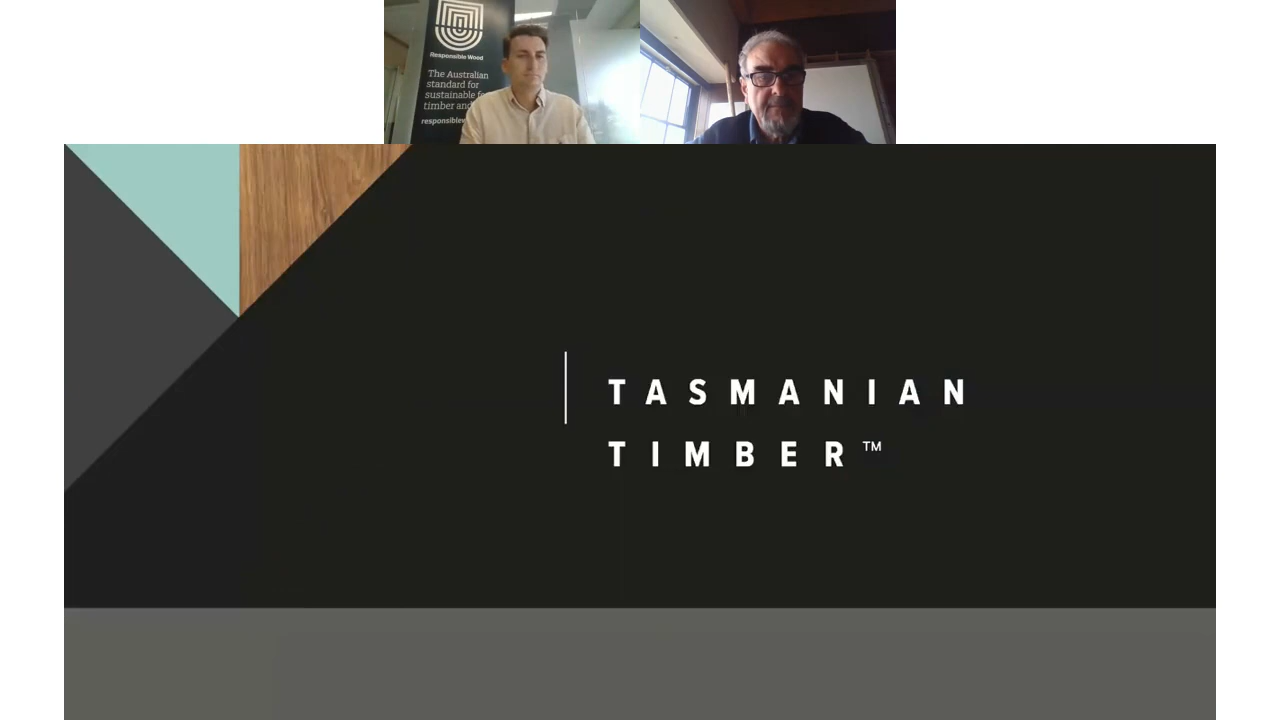 Responsible Wood
The Australian
standard for
sustainable
timber and
TASMANIAN
TIMBER™